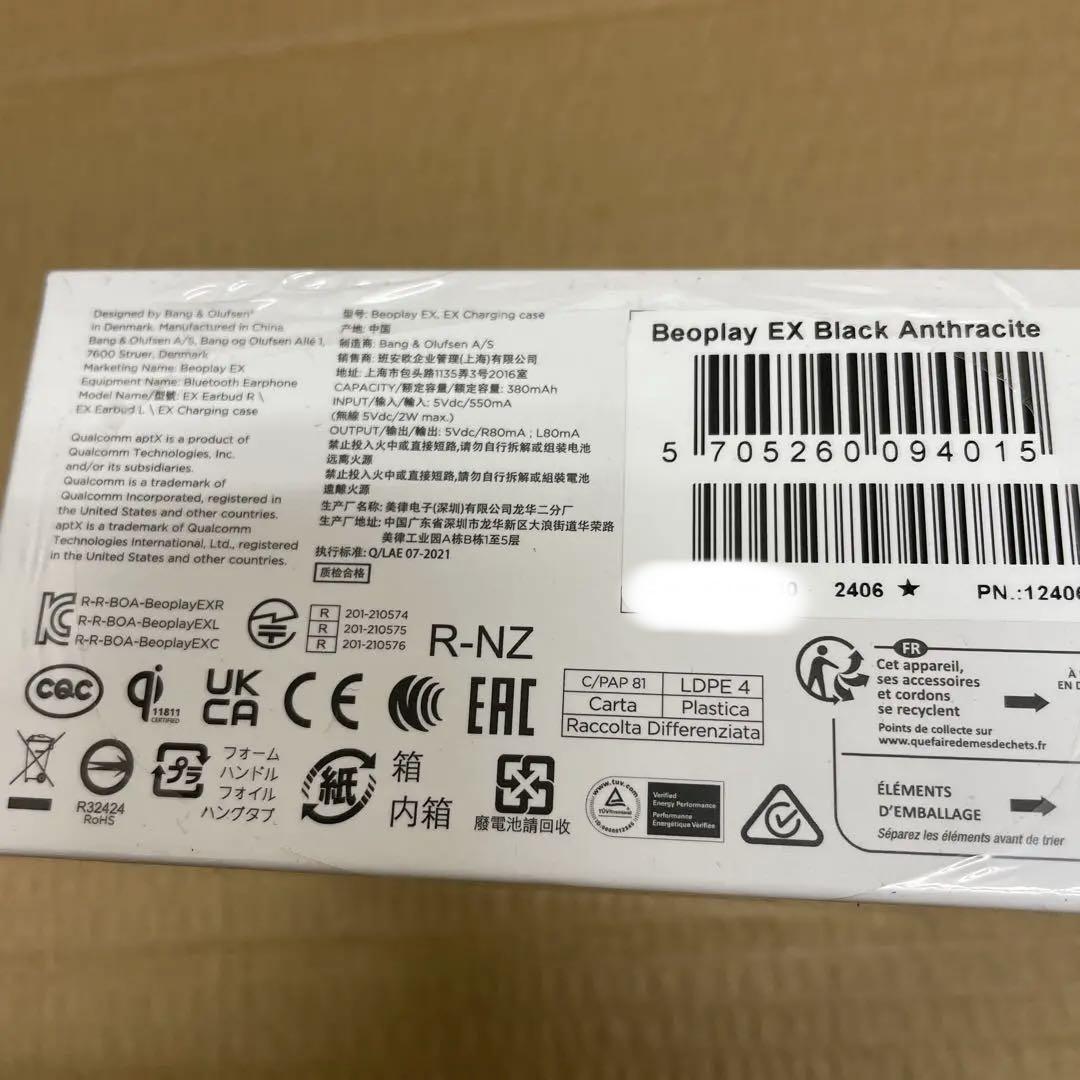 Designed by Bang & Olufsen®
in Denmark. Manufactured in China
Bang & Olufsen A/S, Bang og Olufsen Allé 1,
7600 Struer, Denmark
Marketing Name: Beoplay EX
Equipment Name: Bluetooth Earphone
Model Name/型號: EX Earbud R \
EX Earbud L \ EX Charging case
Qualcomm aptX is a product of
Qualcomm Technologies, Inc.
and/or its subsidiaries.
Qualcomm is a trademark of
Qualcomm Incorporated, registered in
the United States and other countries.
aptX is a trademark of Qualcomm
Technologies International, Ltd., registered
in the United States and other countries.
型号: Beoplay EX, EX Charging case
产地: 中国
制造商: Bang & Olufsen A/S
销售商: 班安欧企业管理(上海)有限公司
地址: 上海市包头路1135弄3号2016室
CAPACITY/额定容量/額定容量: 380mAh
INPUT/输入/輸入: 5Vdc/550mA
(無線 5Vdc/2W max.)
OUTPUT/输出/輸出: 5Vdc/R80mA ; L80mA
禁止投入火中或直接短路,请勿自行拆解或组装电池
远离火源
禁止投入火中或直接短路,請勿自行拆解或組裝電池
遠離火源
生产厂名称: 美律电子(深圳)有限公司龙华二分厂
生产厂地址: 中国广东省深圳市龙华新区大浪街道华荣路
美律工业园A栋B栋1至5层
执行标准: Q/LAE 07-2021
质检合格
Beoplay EX Black Anthracite
5 705260 094015
0 2406 ★ PN.:12406
R-R-BOA-BeoplayEXR
R-R-BOA-BeoplayEXL
R-R-BOA-BeoplayEXC
R 201-210574
R 201-210575
R 201-210576
R-NZ
CQC
qi
11811
CERTIFIED
UK
CA
CE
EAC
C/PAP 81 LDPE 4
Carta Plastica
Raccolta Differenziata
FR
Cet appareil,
ses accessoires
et cordons
se recyclent
Points de collecte sur
www.quefairedemesdechets.fr
À
EN D
ÉLÉMENTS
D'EMBALLAGE
Séparez les éléments avant de trier
R32424
RoHS
プラ
フォーム
ハンドル
フォイル
ハングタブ
紙
箱
内箱
廢電池請回收
www.tuv.com
TÜVRheinland
Verified
Energy Performance
Performance
Énergétique Vérifiée